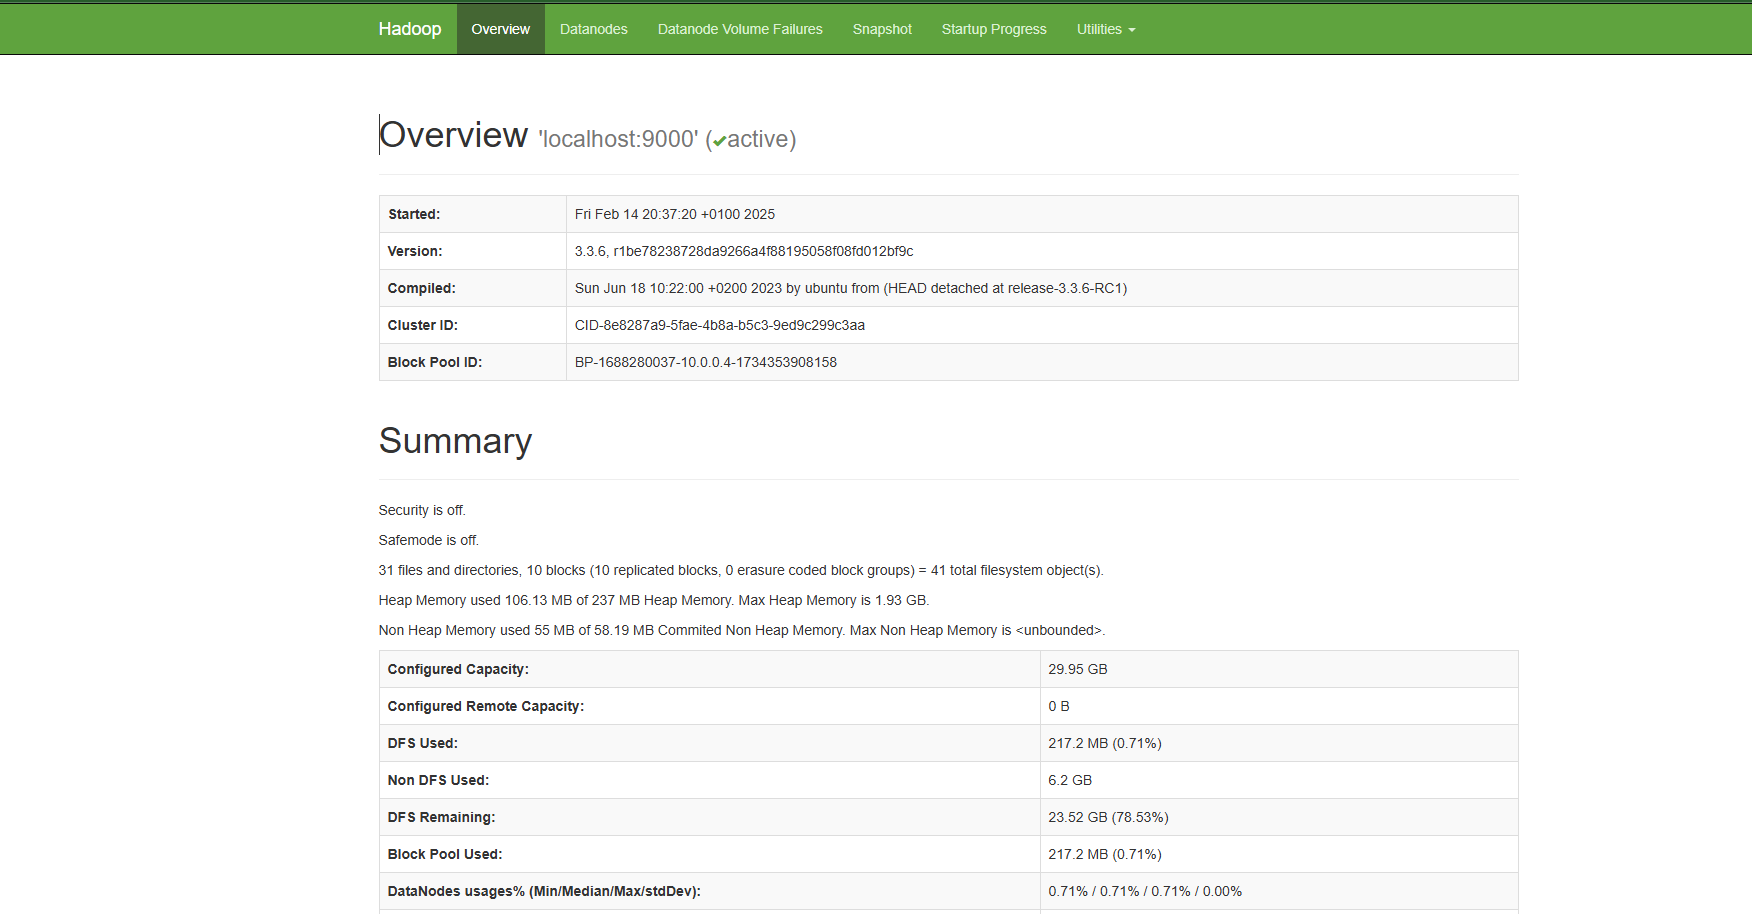 Hadoop Overview Datanodes Datanode Volume Failures Snapshot Startup Progress Utilities
Overview 'localhost:9000' (✔active)
Started: Fri Feb 14 20:37:20 +0100 2025
Version: 3.3.6, r1be78238728da9266a4f88195058f08fd012bf9c
Compiled: Sun Jun 18 10:22:00 +0200 2023 by ubuntu from (HEAD detached at release-3.3.6-RC1)
Cluster ID: CID-8e8287a9-5fae-4b8a-b5c3-9ed9c299c3aa
Block Pool ID: BP-1688280037-10.0.0.4-1734353908158
Summary
Security is off.
Safemode is off.
31 files and directories, 10 blocks (10 replicated blocks, 0 erasure coded block groups) = 41 total filesystem object(s).
Heap Memory used 106.13 MB of 237 MB Heap Memory. Max Heap Memory is 1.93 GB.
Non Heap Memory used 55 MB of 58.19 MB Commited Non Heap Memory. Max Non Heap Memory is <unbounded>.
Configured Capacity: 29.95 GB
Configured Remote Capacity: 0 B
DFS Used: 217.2 MB (0.71%)
Non DFS Used: 6.2 GB
DFS Remaining: 23.52 GB (78.53%)
Block Pool Used: 217.2 MB (0.71%)
DataNodes usages% (Min/Median/Max/stdDev): 0.71% / 0.71% / 0.71% / 0.00%